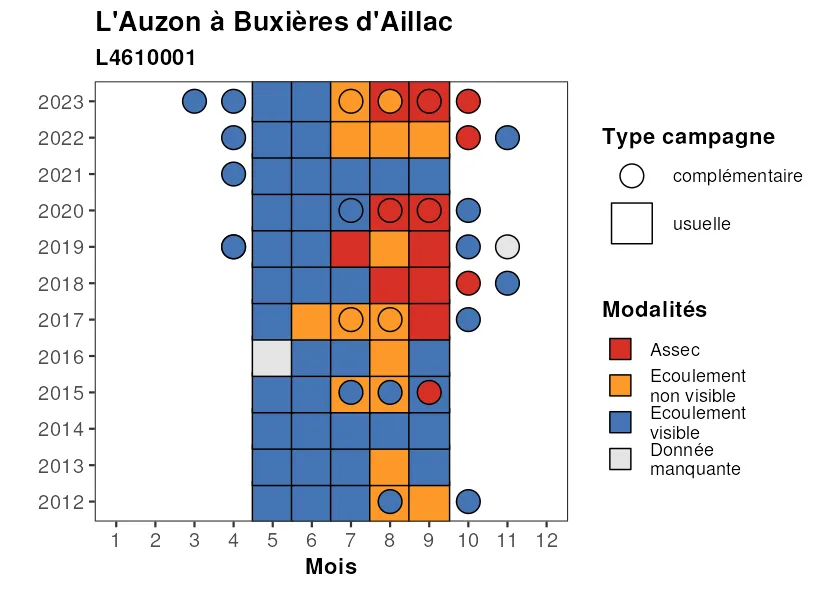 L'Auzon à Buxières d'Aillac
L4610001
2023
2022
2021
2020
2019
2018
2017
2016
2015
2014
2013
2012
1 2 3 4 5 6 7 8 9 10 11 12
Mois
Type campagne
complémentaire
usuelle
Modalités
Assec
Ecoulement
non visible
Ecoulement
visible
Donnée
manquante